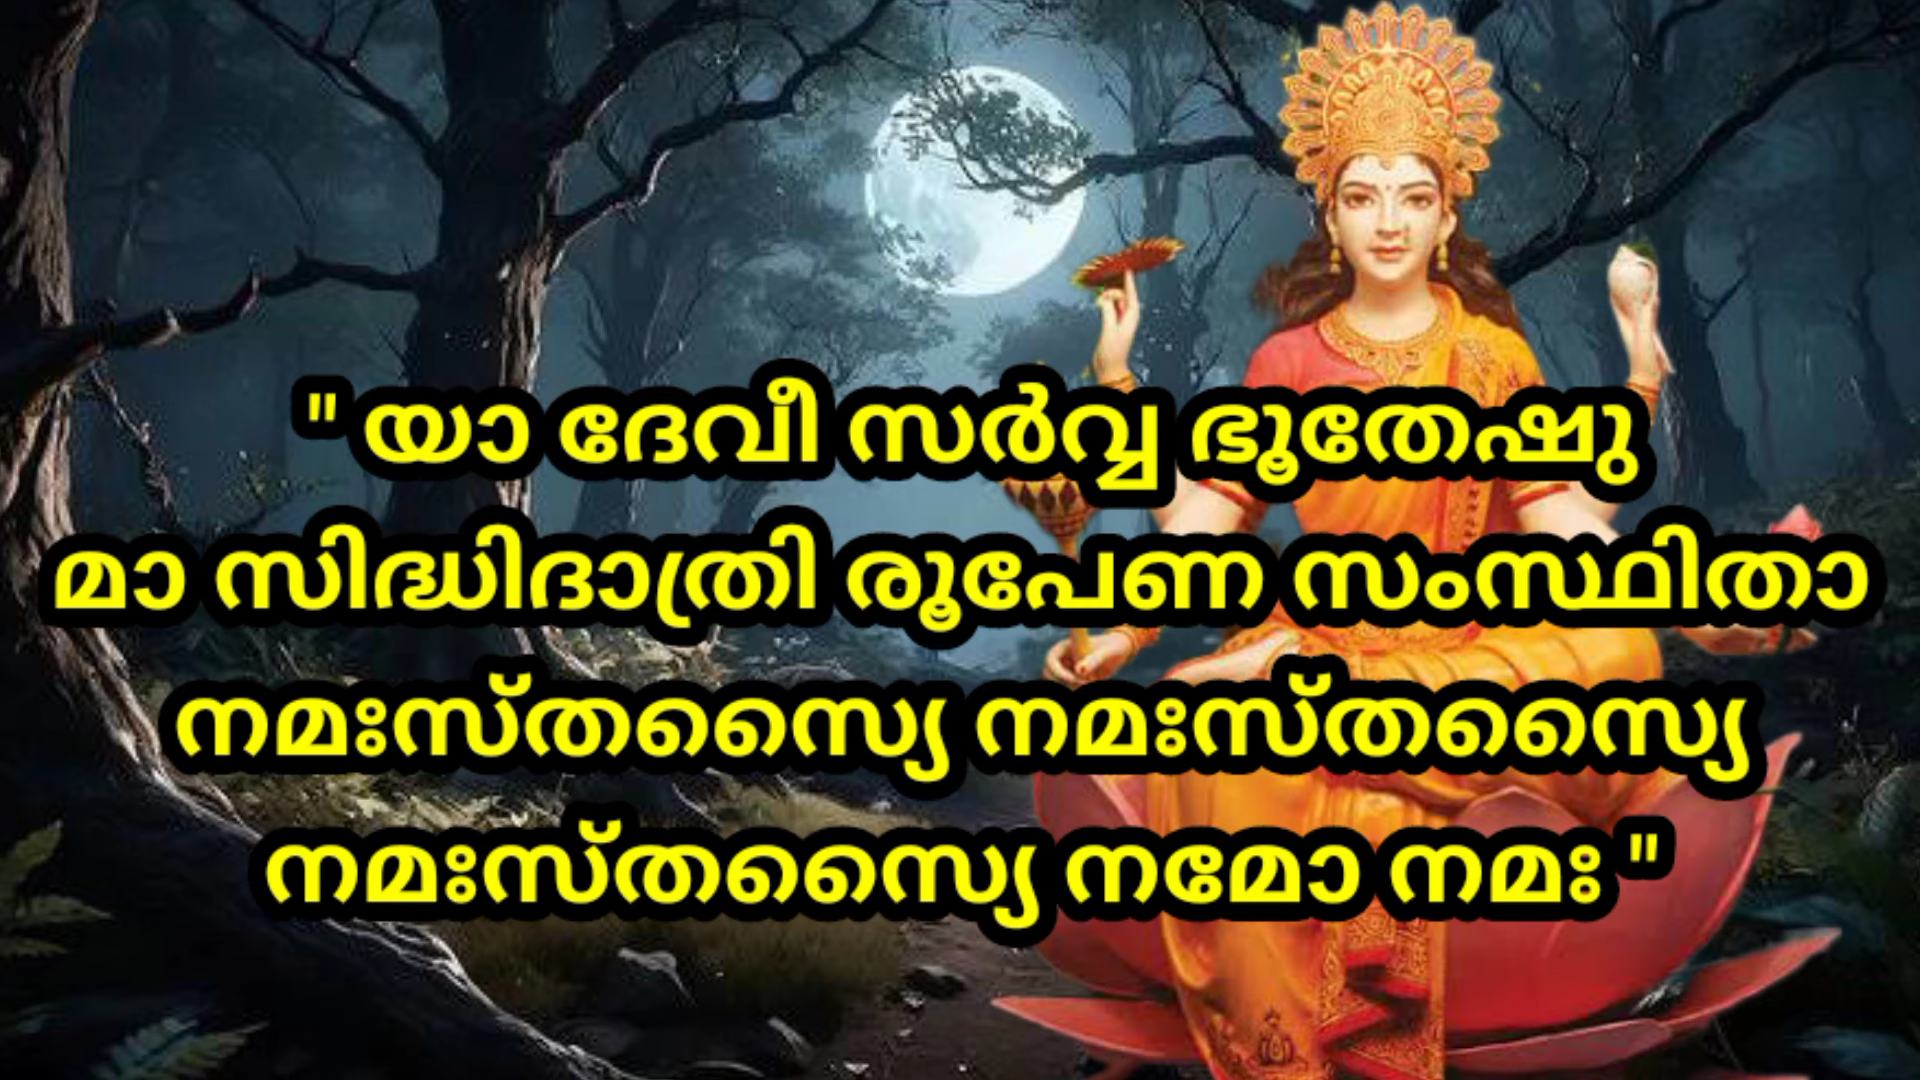 " യാ ദേവീ സർവ്വ ഭൂതേഷു
മാ സിദ്ധിദാത്രി രൂപേണ സംസ്ഥിതാ
നമഃസ്തസ്യൈ നമഃസ്തസ്യൈ
നമഃസ്തസ്യൈ നമോ നമഃ "